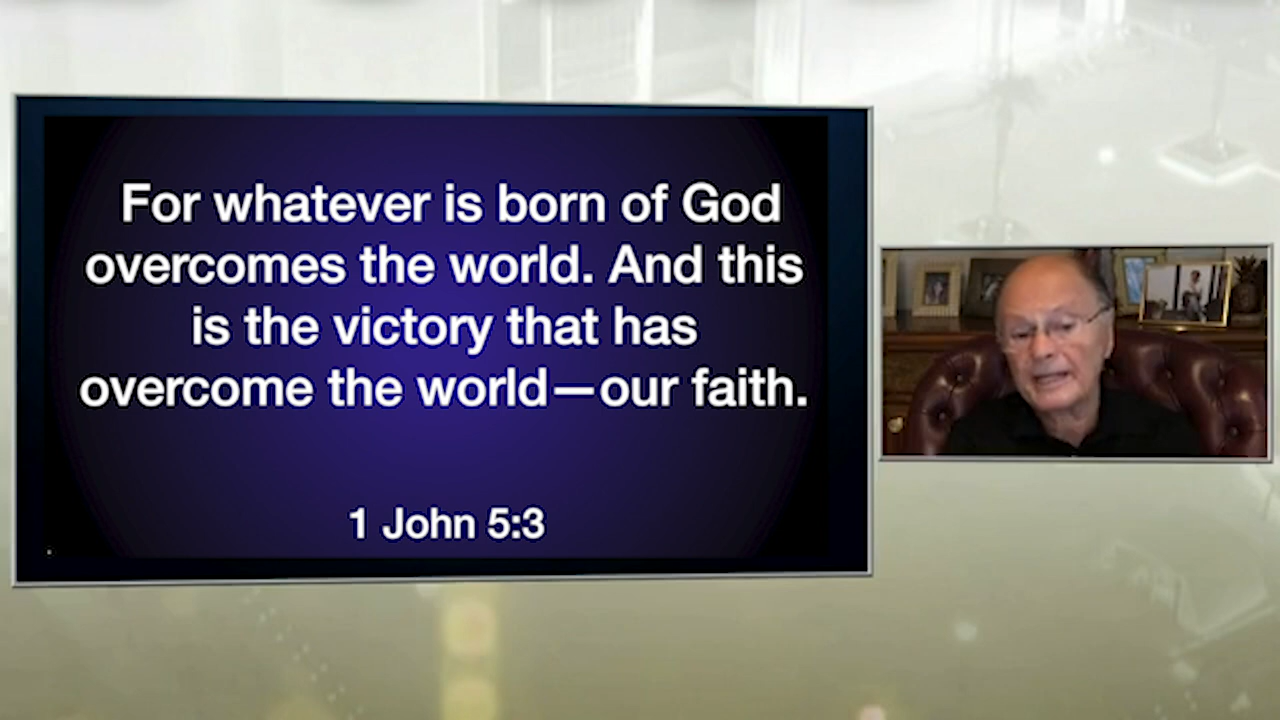 For whatever is born of God
overcomes the world. And this
is the victory that has
overcome the world—our faith.
1 John 5:3